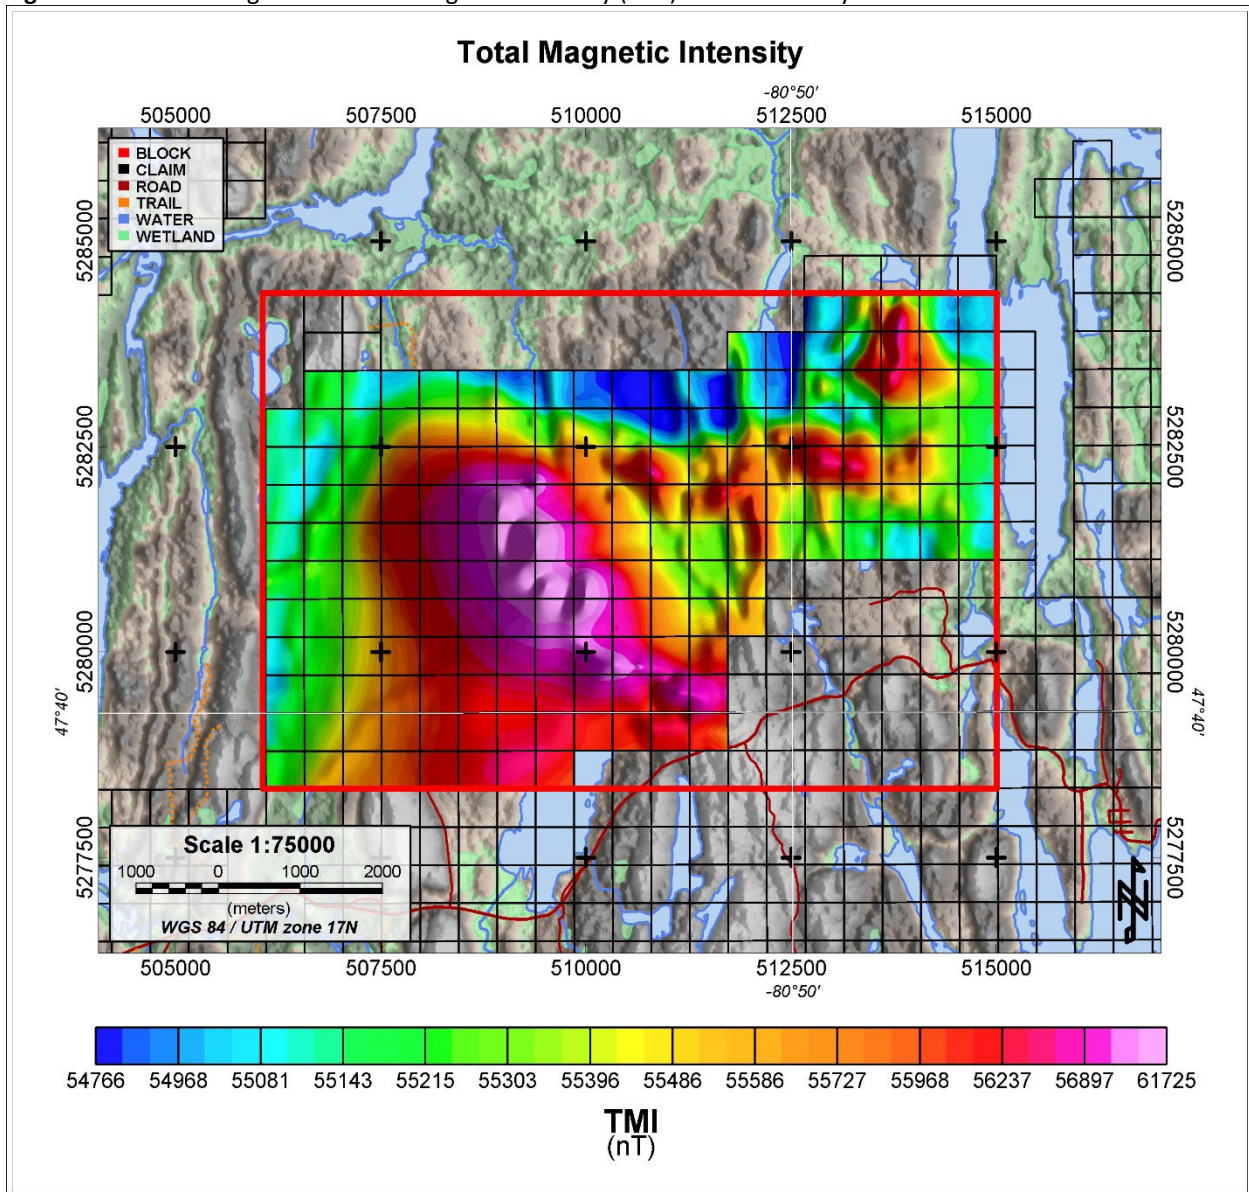 Total Magnetic Intensity
-80°50'
505000 507500 510000 512500 515000
BLOCK
CLAIM
ROAD
TRAIL
WATER
WETLAND
5285000 5285000
5282500 5282500
5280000 5280000
47°40' 47°40'
5277500 5277500
Scale 1:75000
1000 0 1000 2000
(meters)
WGS 84 / UTM zone 17N
505000 507500 510000 512500 515000
-80°50'
54766 54968 55081 55143 55215 55303 55396 55486 55586 55727 55968 56237 56897 61725
TMI
(nT)